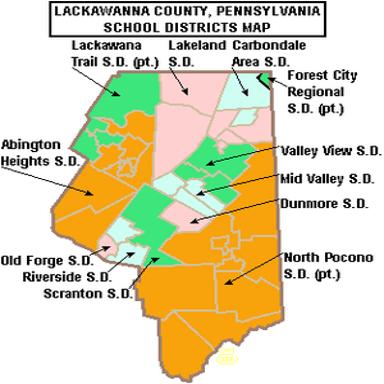 LACKAWANNA COUNTY, PENNSYLVANIA
SCHOOL DISTRICTS MAP
Lackawana
Trail S.D. (pt.)
Lakeland
S.D.
Carbondale
Area S.D.
Forest City
Regional
S.D. (pt.)
Abington
Heights S.D.
Valley View S.D.
Mid Valley S.D.
Dunmore S.D.
North Pocono
S.D. (pt.)
Old Forge S.D.
Riverside S.D.
Scranton S.D.